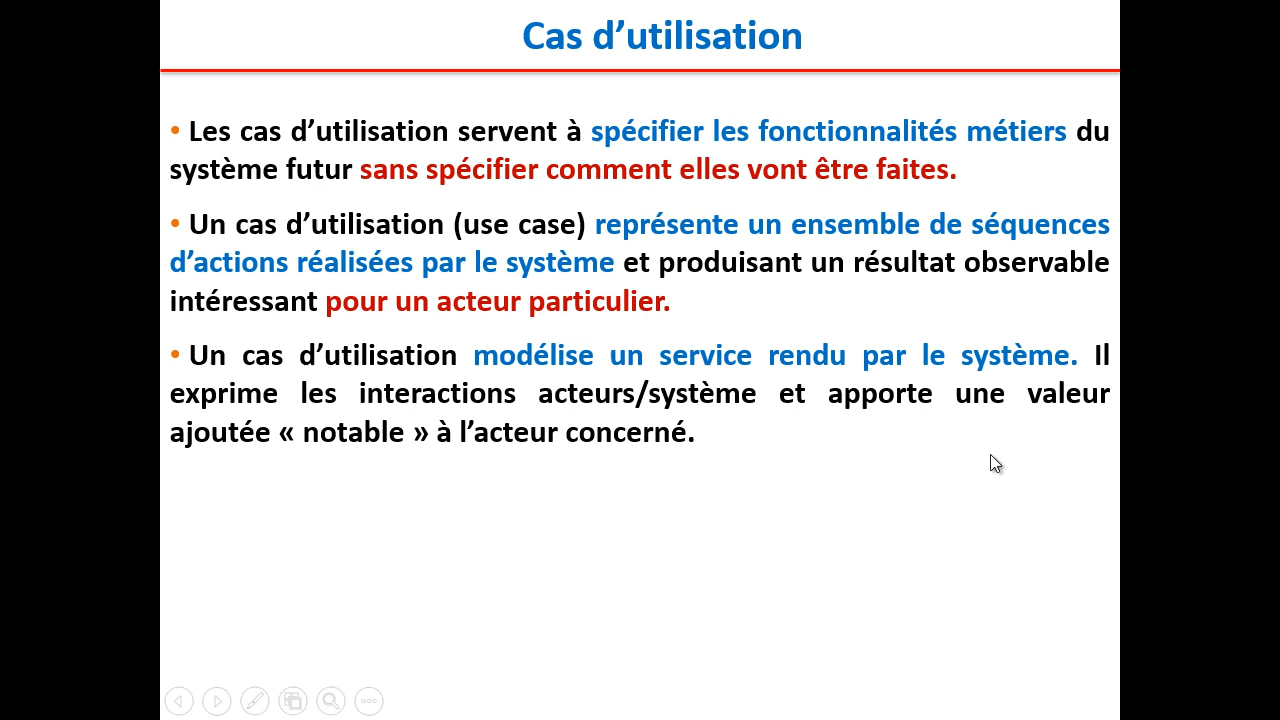 Cas d’utilisation
• Les cas d’utilisation servent à spécifier les fonctionnalités métiers du
système futur sans spécifier comment elles vont être faites.
• Un cas d’utilisation (use case) représente un ensemble de séquences
d’actions réalisées par le système et produisant un résultat observable
intéressant pour un acteur particulier.
• Un cas d’utilisation modélise un service rendu par le système. Il
exprime les interactions acteurs/système et apporte une valeur
ajoutée « notable » à l’acteur concerné.